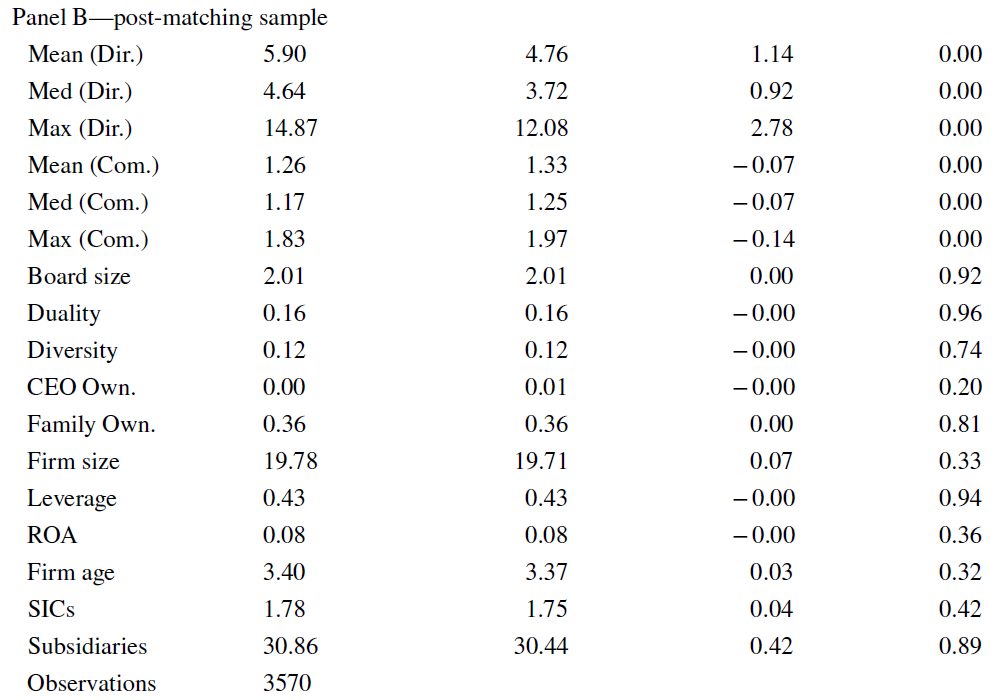 Panel B—post-matching sample
Mean (Dir.) 5.90 4.76 1.14 0.00
Med (Dir.) 4.64 3.72 0.92 0.00
Max (Dir.) 14.87 12.08 2.78 0.00
Mean (Com.) 1.26 1.33 −0.07 0.00
Med (Com.) 1.17 1.25 −0.07 0.00
Max (Com.) 1.83 1.97 −0.14 0.00
Board size 2.01 2.01 0.00 0.92
Duality 0.16 0.16 −0.00 0.96
Diversity 0.12 0.12 −0.00 0.74
CEO Own. 0.00 0.01 −0.00 0.20
Family Own. 0.36 0.36 0.00 0.81
Firm size 19.78 19.71 0.07 0.33
Leverage 0.43 0.43 −0.00 0.94
ROA 0.08 0.08 −0.00 0.36
Firm age 3.40 3.37 0.03 0.32
SICs 1.78 1.75 0.04 0.42
Subsidiaries 30.86 30.44 0.42 0.89
Observations 3570